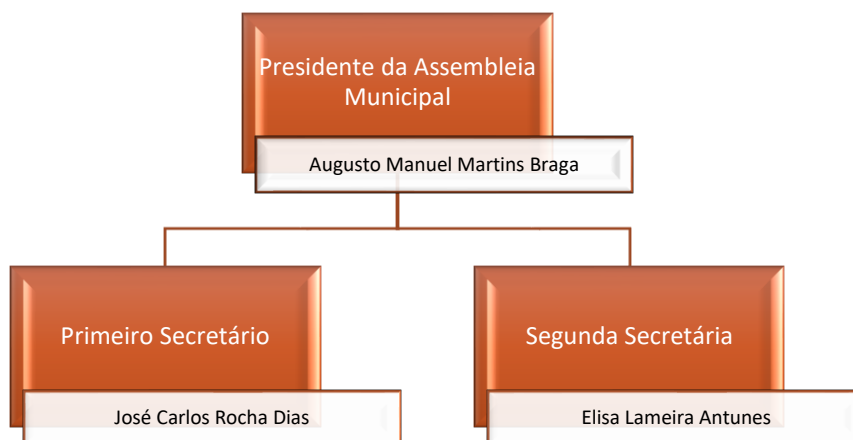 Presidente da Assembleia
Municipal
Augusto Manuel Martins Braga
Primeiro Secretário
José Carlos Rocha Dias
Segunda Secretária
Elisa Lameira Antunes